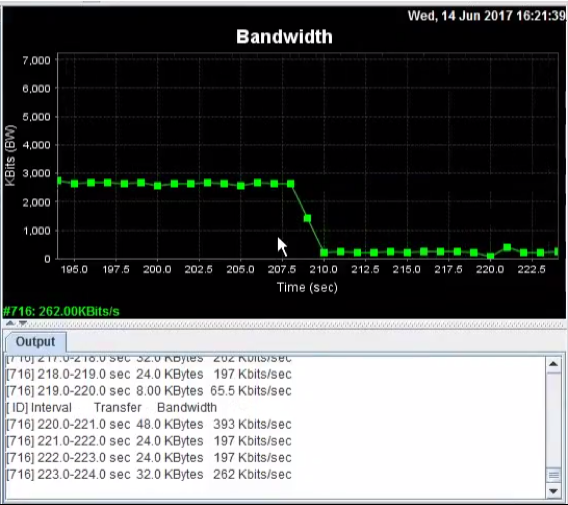 Wed, 14 Jun 2017 16:21:39
Bandwidth
7,000
6,000
5,000
4,000
3,000
2,000
1,000
0
KBits (BW)
195.0 197.5 200.0 202.5 205.0 207.5 210.0 212.5 215.0 217.5 220.0 222.5
Time (sec)
#716: 262.00KBits/s
Output
[716] 217.0-218.0 sec 32.0 KBytes 262 Kbits/sec
[716] 218.0-219.0 sec 24.0 KBytes 197 Kbits/sec
[716] 219.0-220.0 sec 8.00 KBytes 65.5 Kbits/sec
[ ID] Interval Transfer Bandwidth
[716] 220.0-221.0 sec 48.0 KBytes 393 Kbits/sec
[716] 221.0-222.0 sec 24.0 KBytes 197 Kbits/sec
[716] 222.0-223.0 sec 24.0 KBytes 197 Kbits/sec
[716] 223.0-224.0 sec 32.0 KBytes 262 Kbits/sec